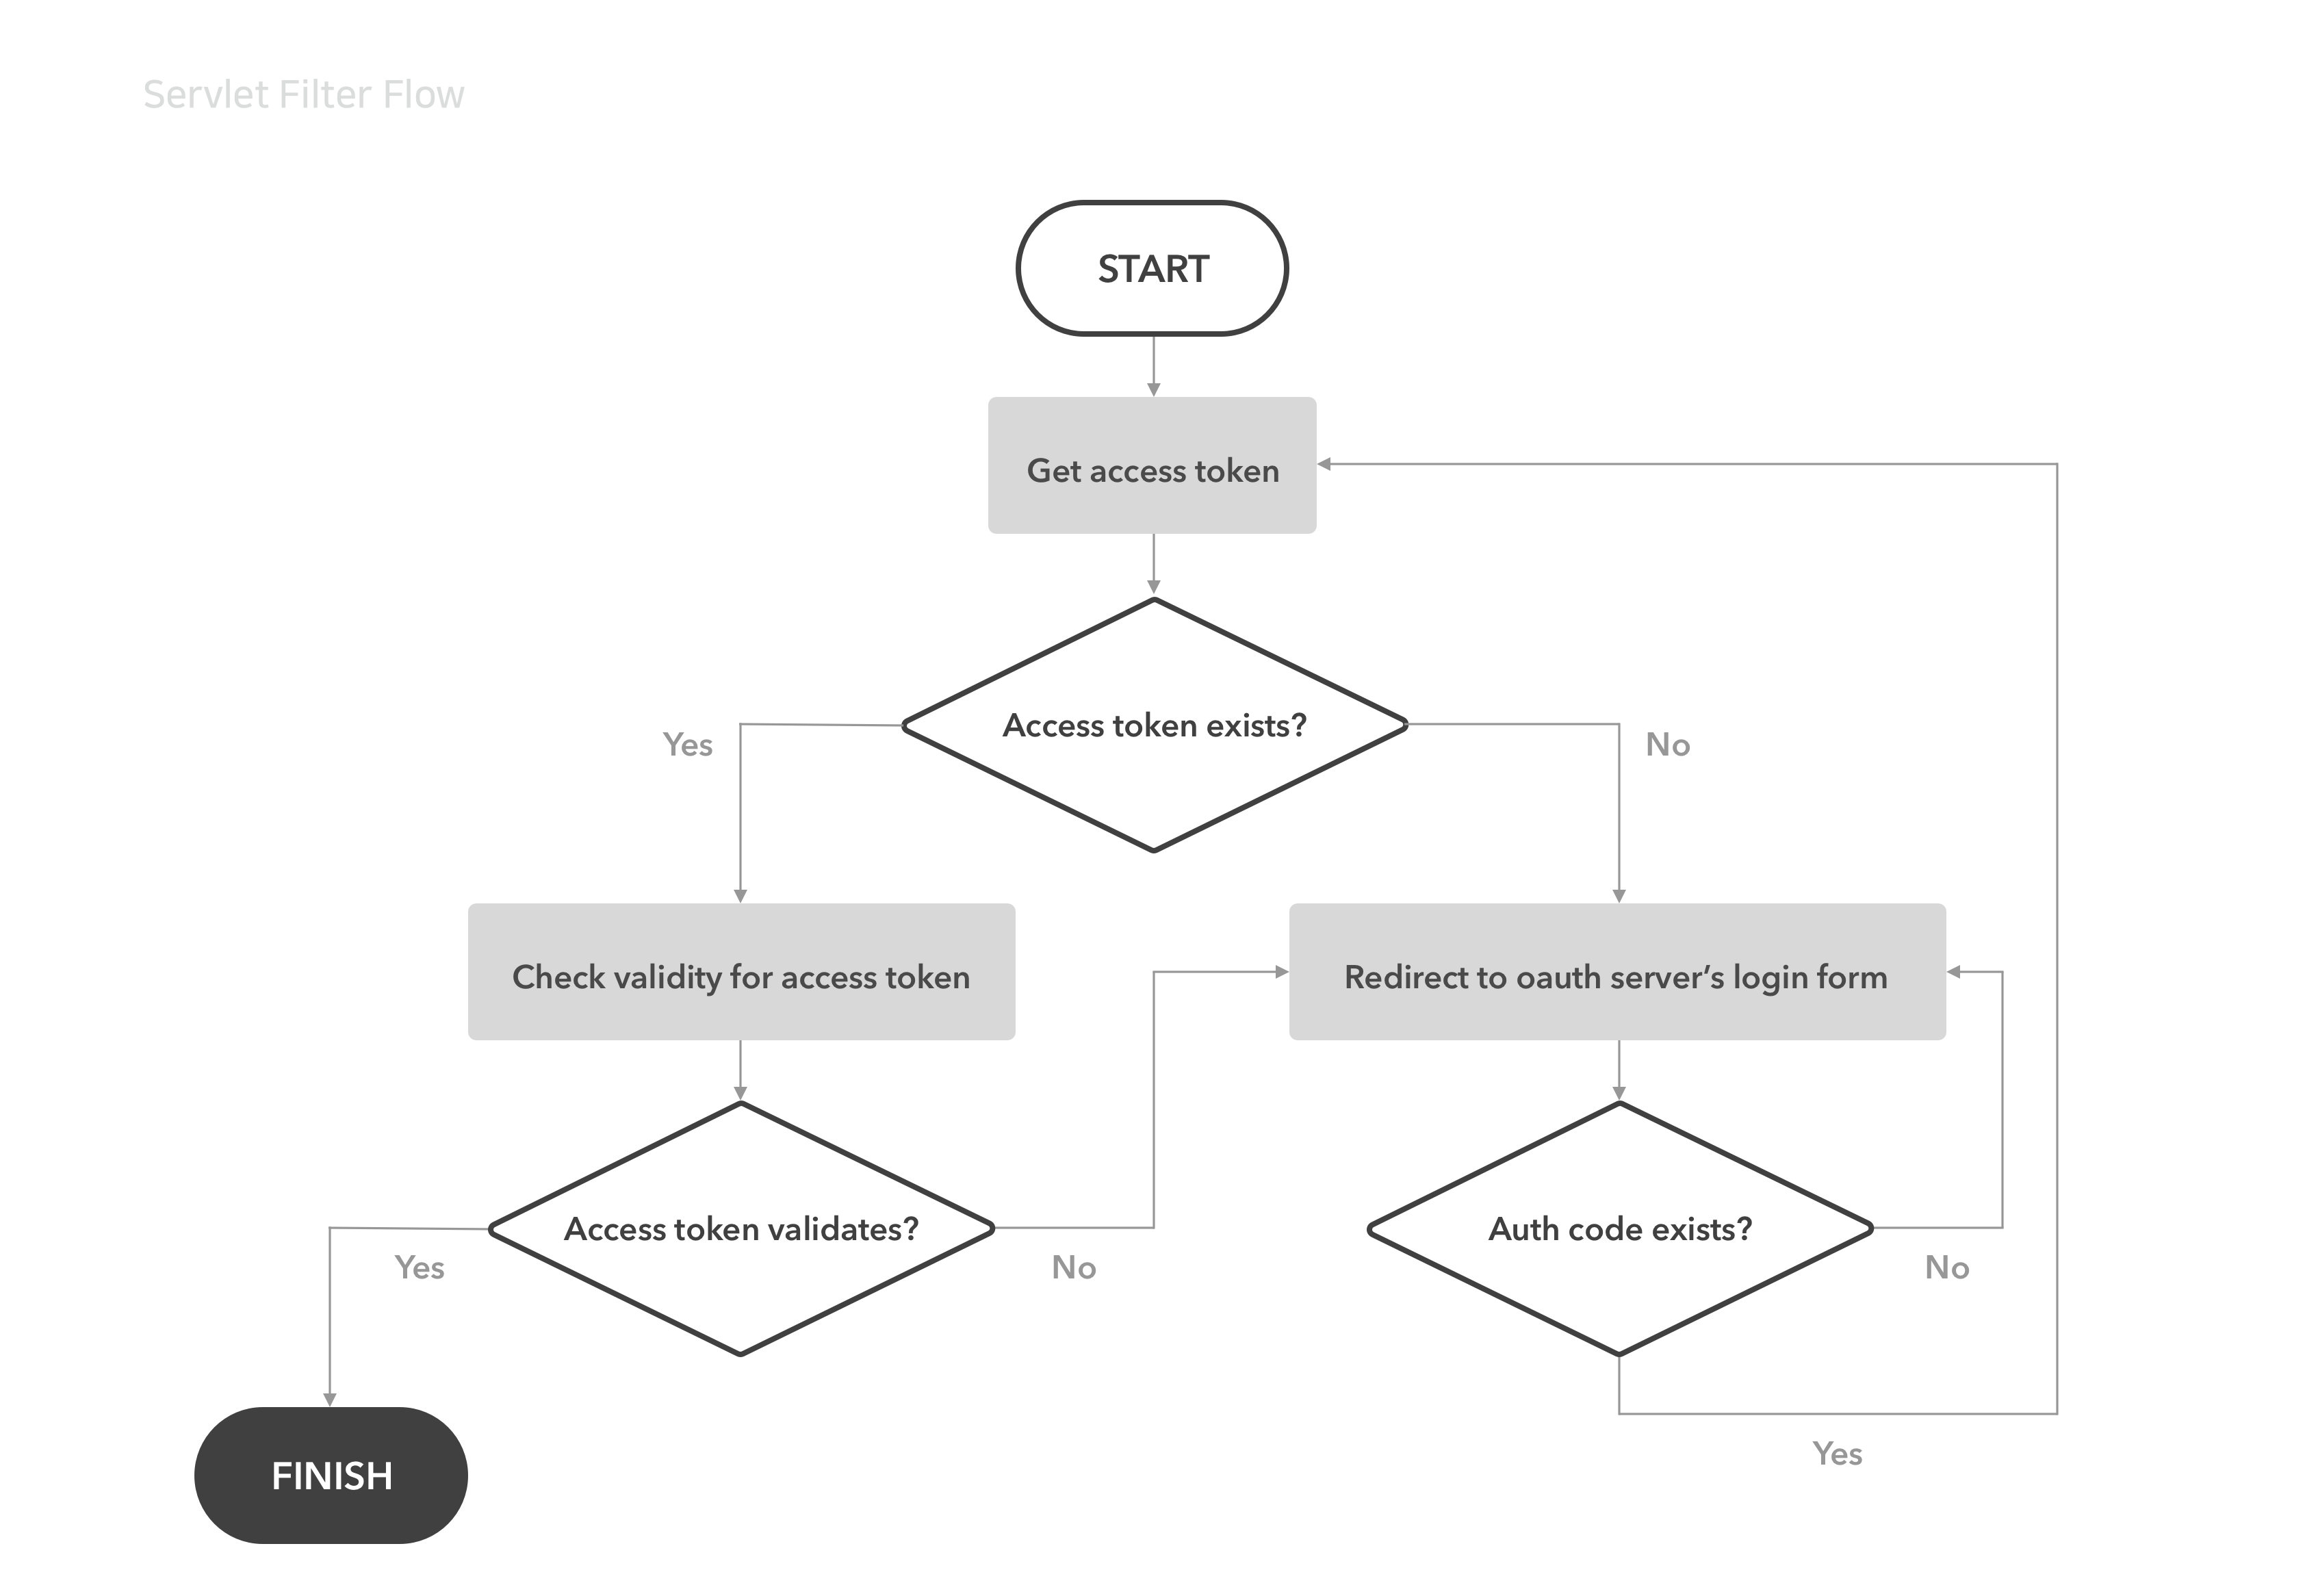 Servlet Filter Flow
START
Get access token
Access token exists?
Yes
No
Check validity for access token
Redirect to oauth server’s login form
Access token validates?
Auth code exists?
Yes
No
No
FINISH
Yes